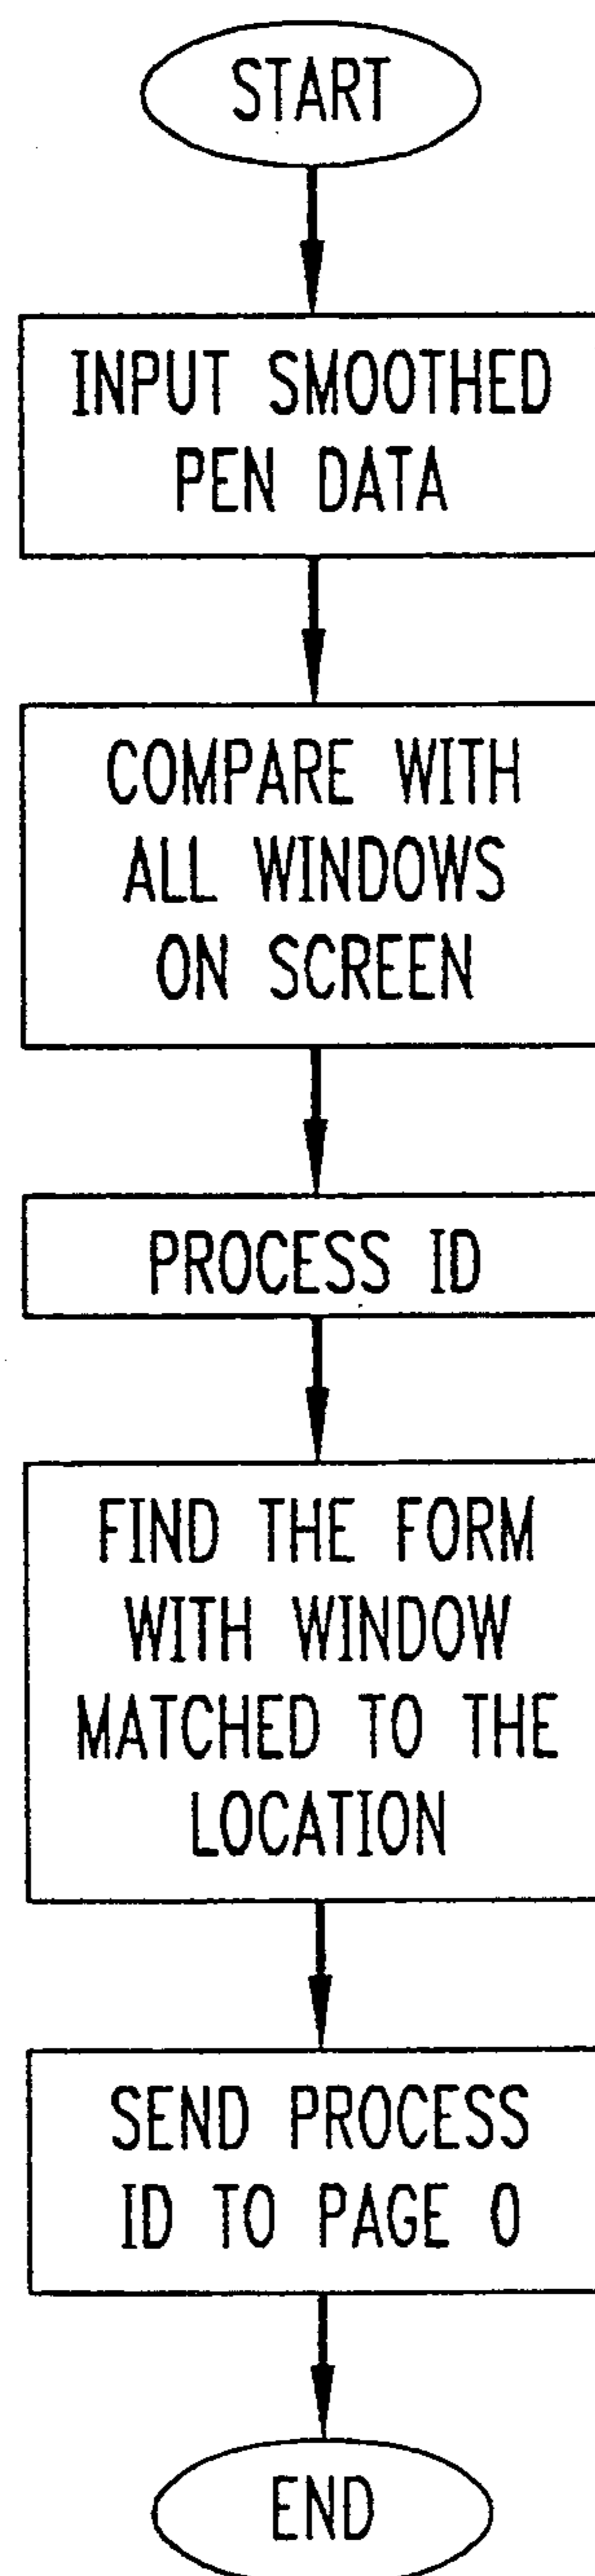 START
INPUT SMOOTHED
PEN DATA
COMPARE WITH
ALL WINDOWS
ON SCREEN
PROCESS ID
FIND THE FORM
WITH WINDOW
MATCHED TO THE
LOCATION
SEND PROCESS
ID TO PAGE 0
END